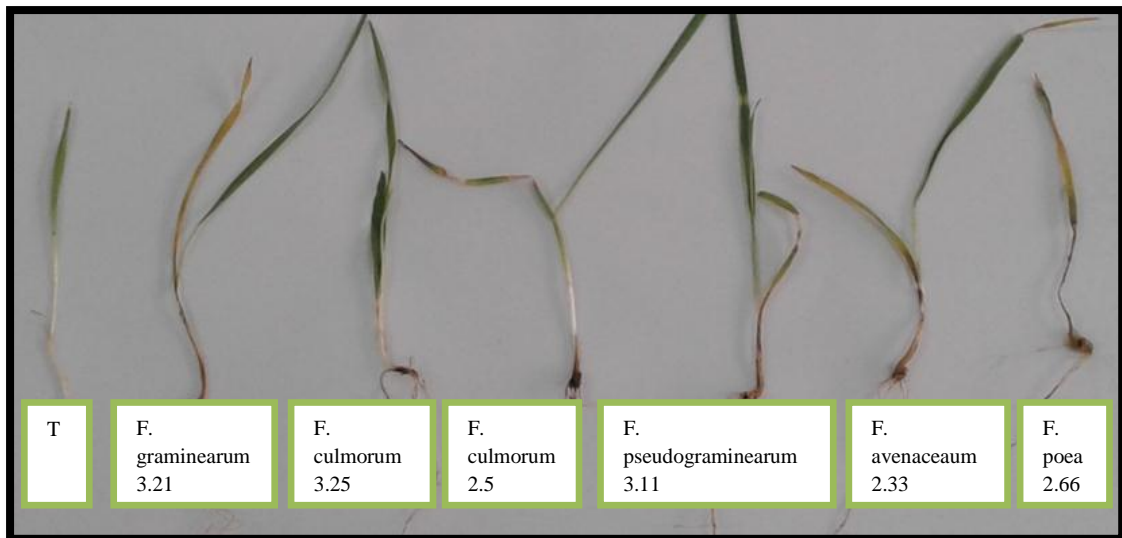 T
F.
graminearum
3.21
F.
culmorum
3.25
F.
culmorum
2.5
F.
pseudograminearum
3.11
F.
avenaceaum
2.33
F.
poea
2.66